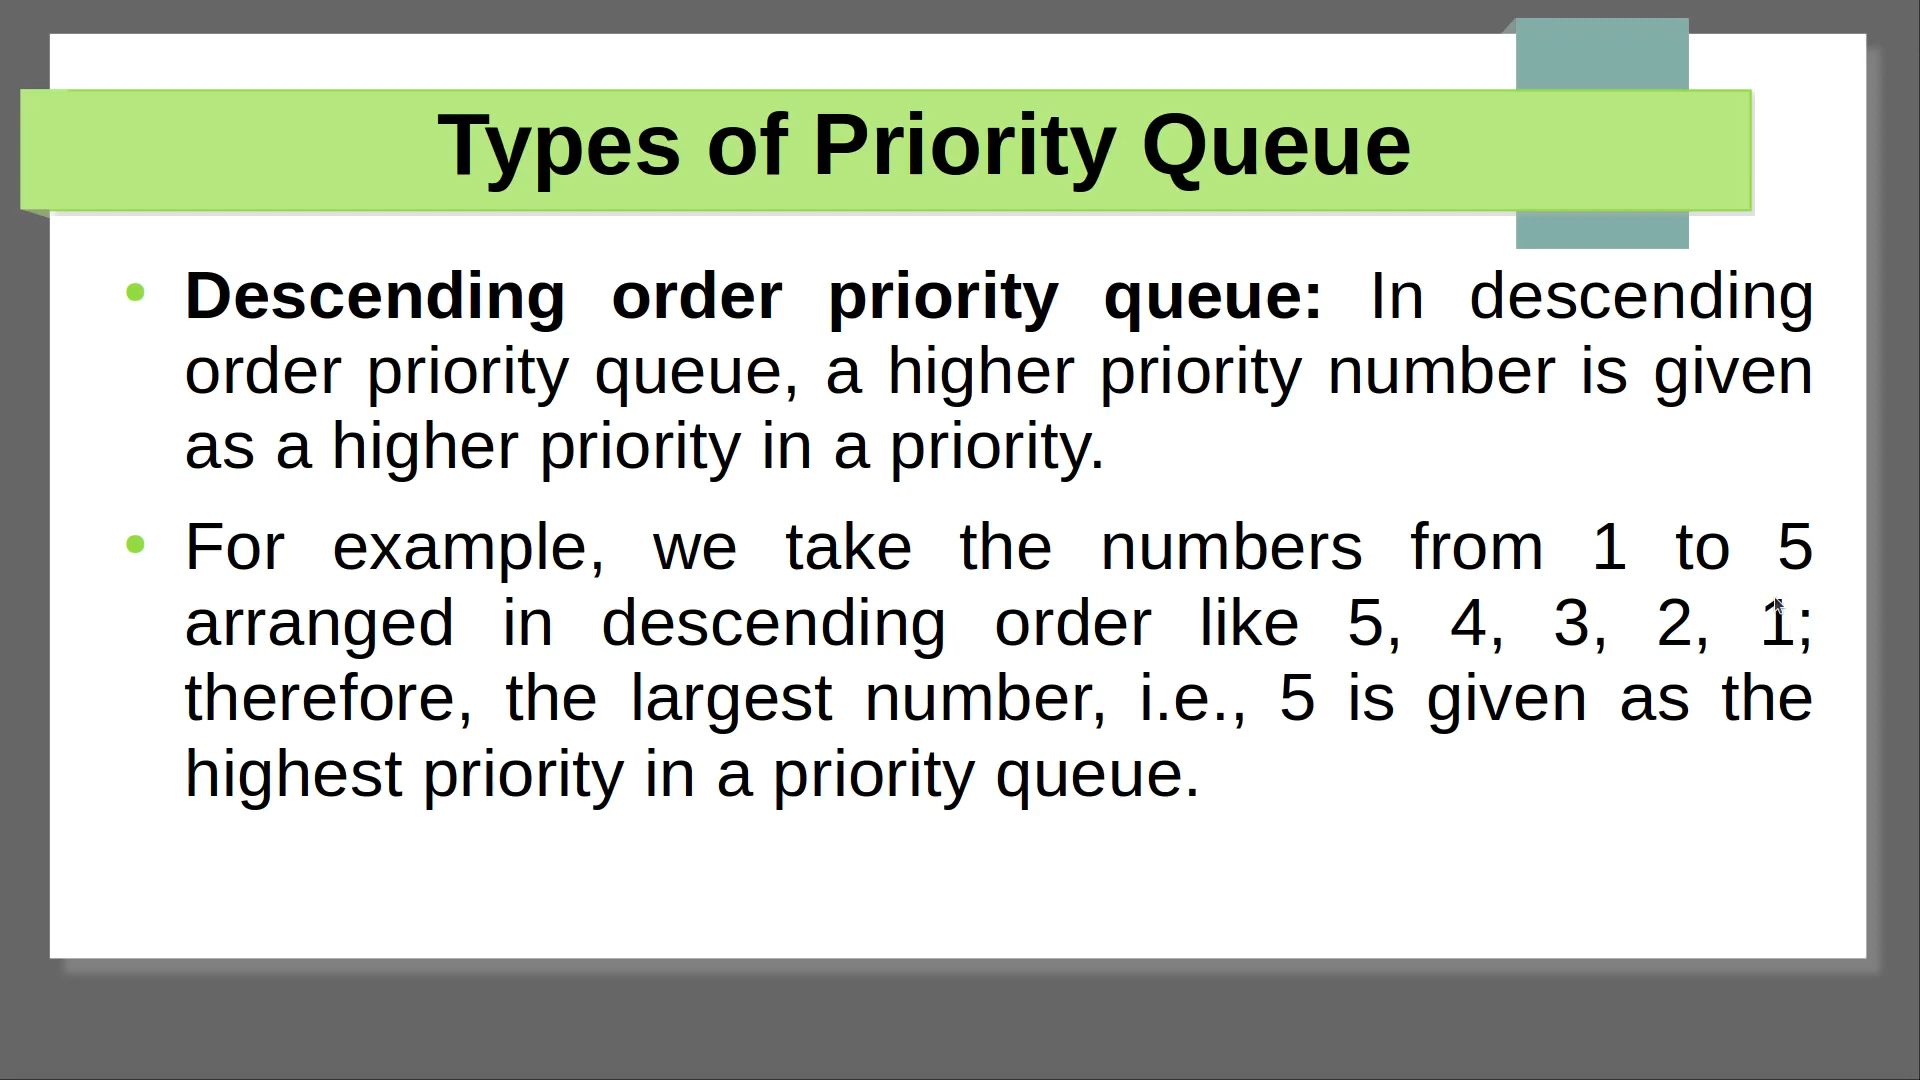 Types of Priority Queue
• Descending order priority queue: In descending
order priority queue, a higher priority number is given
as a higher priority in a priority.
• For example, we take the numbers from 1 to 5
arranged in descending order like 5, 4, 3, 2, 1;
therefore, the largest number, i.e., 5 is given as the
highest priority in a priority queue.